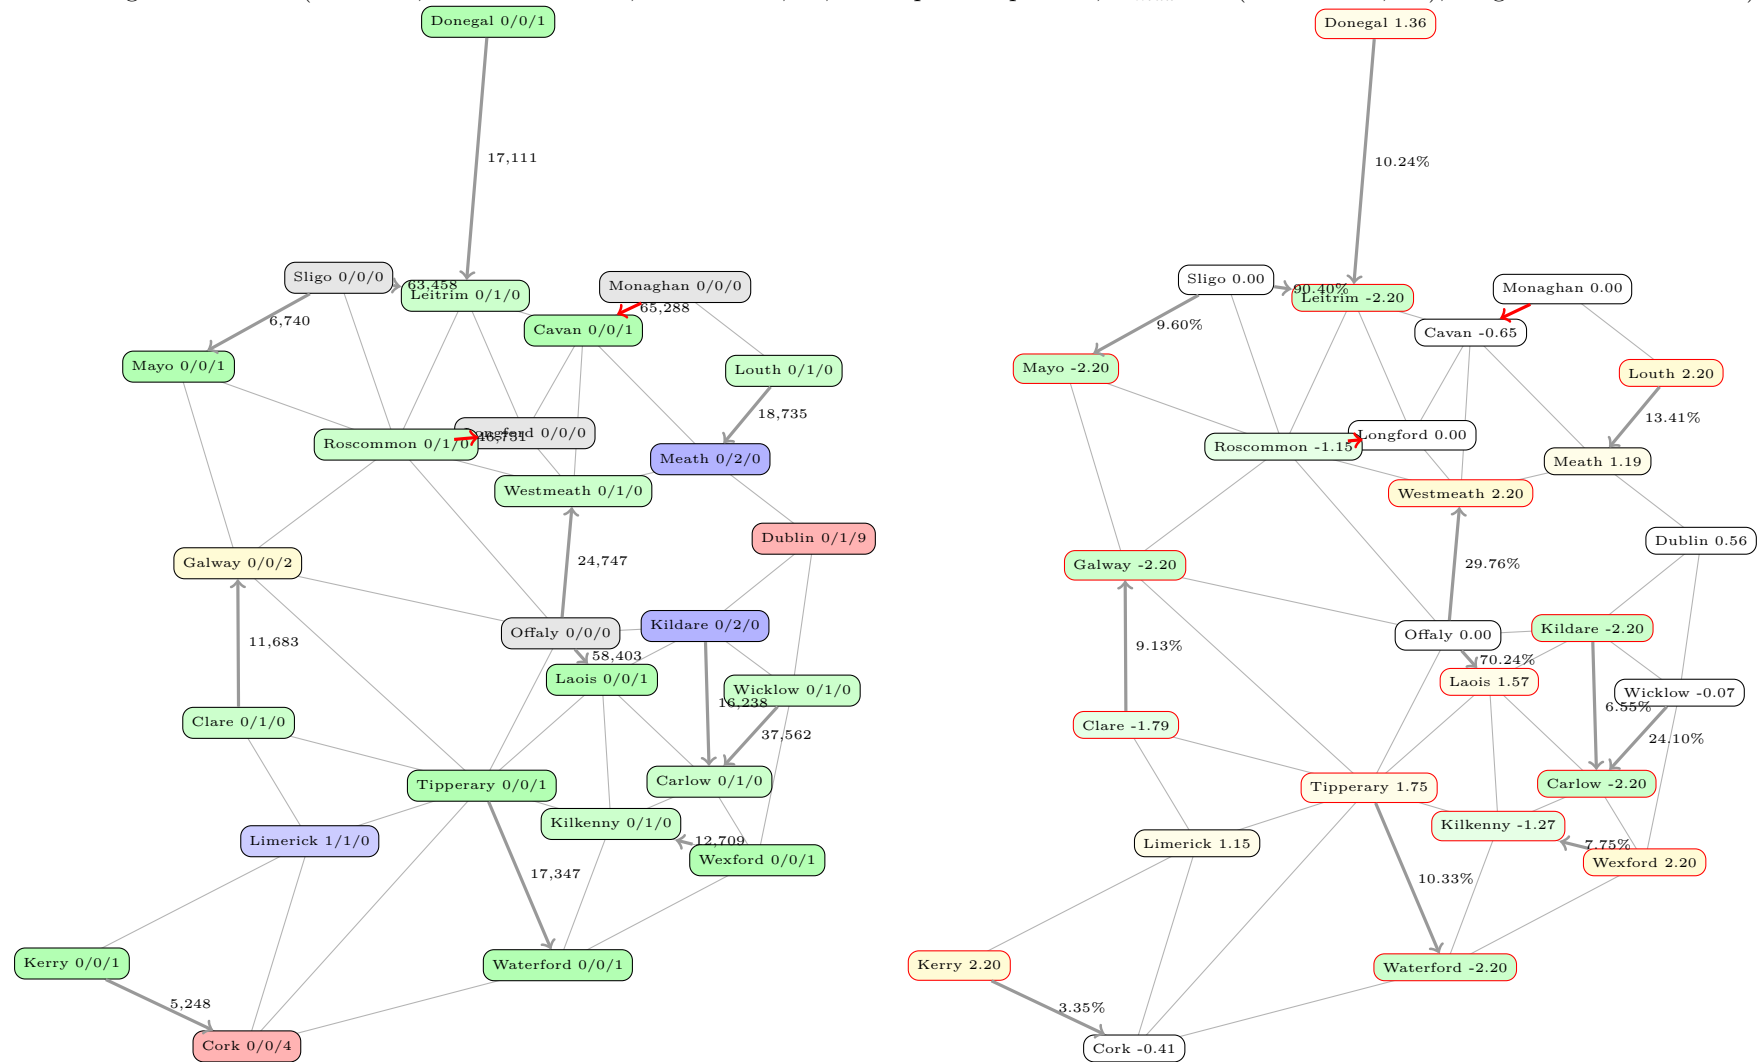 Donegal 0/0/1
17,111
Sligo 0/0/0
63,458
Leitrim 0/1/0
Monaghan 0/0/0
65,288
6,740
Cavan 0/0/1
Mayo 0/0/1
Louth 0/1/0
18,735
Roscommon 0/1/0
Longford 0/0/0
46,751
Meath 0/2/0
Westmeath 0/1/0
Dublin 0/1/9
Galway 0/0/2
24,747
Offaly 0/0/0
Kildare 0/2/0
11,683
58,403
Laois 0/0/1
Wicklow 0/1/0
16,238
Clare 0/1/0
37,562
Tipperary 0/0/1
Carlow 0/1/0
Kilkenny 0/1/0
12,709
Limerick 1/1/0
Wexford 0/0/1
17,347
Kerry 0/0/1
Waterford 0/0/1
5,248
Cork 0/0/4
Donegal 1.36
10.24%
Sligo 0.00
90.40%
Leitrim -2.20
Monaghan 0.00
9.60%
Cavan -0.65
Mayo -2.20
Louth 2.20
13.41%
Roscommon -1.15
Longford 0.00
Meath 1.19
Westmeath 2.20
Dublin 0.56
Galway -2.20
29.76%
Offaly 0.00
Kildare -2.20
9.13%
70.24%
Laois 1.57
Wicklow -0.07
6.55%
Clare -1.79
24.10%
Tipperary 1.75
Carlow -2.20
Kilkenny -1.27
7.75%
Limerick 1.15
Wexford 2.20
10.33%
Kerry 2.20
Waterford -2.20
3.35%
Cork -0.41